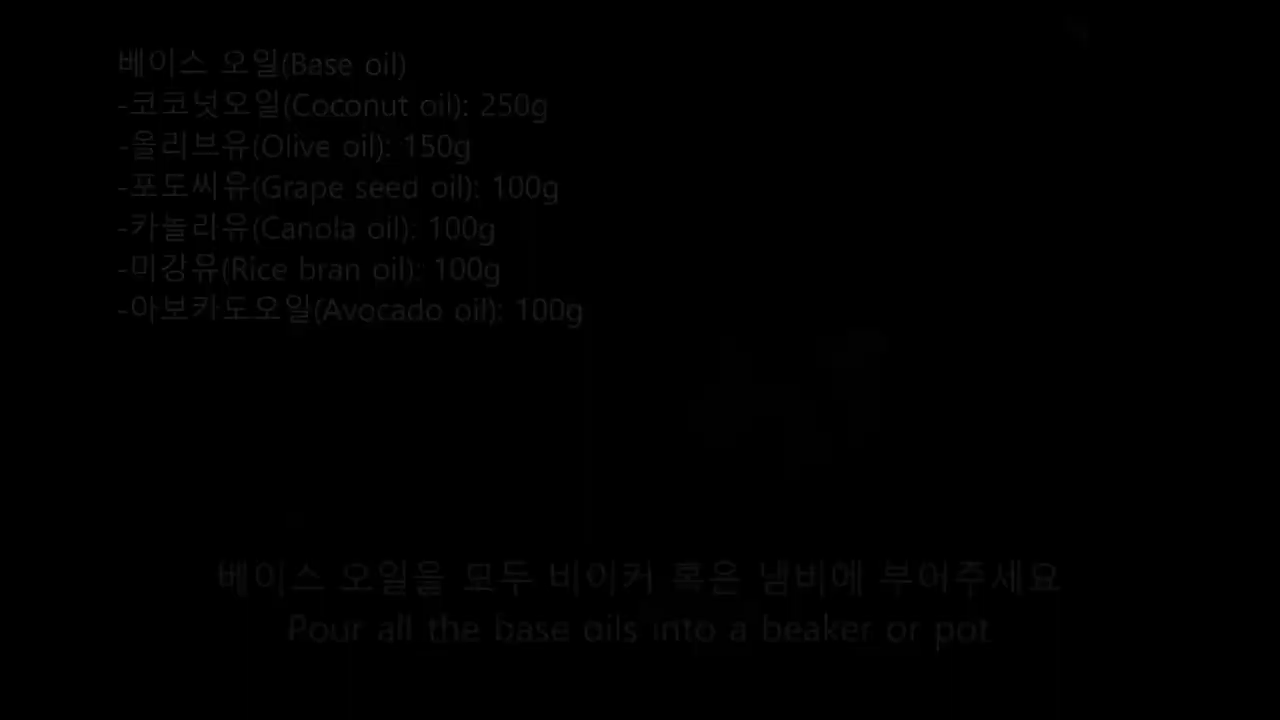 베이스 오일(Base oil)
-코코넛오일(Coconut oil): 250g
-올리브유(Olive oil): 150g
-포도씨유(Grape seed oil): 100g
-카놀라유(Canola oil): 100g
-미강유(Rice bran oil): 100g
-아보카도오일(Avocado oil): 100g
베이스 오일을 모두 비이커 혹은 냄비에 부어주세요
Pour all the base oils into a beaker or pot